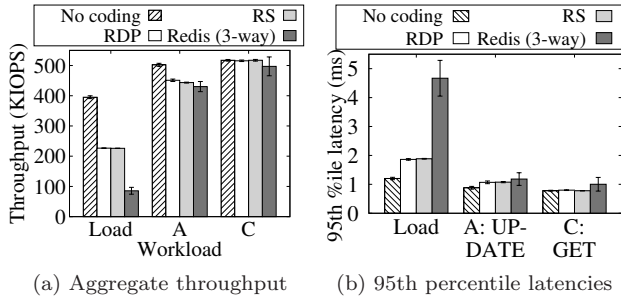 No coding RS
RDP Redis (3-way)
Throughput (KIOPS)
500
400
300
200
100
0
Load A C
Workload
(a) Aggregate throughput
No coding RS
RDP Redis (3-way)
95th %ile latency (ms)
5
4
3
2
1
0
Load A: UP- C:
DATE GET
(b) 95th percentile latencies